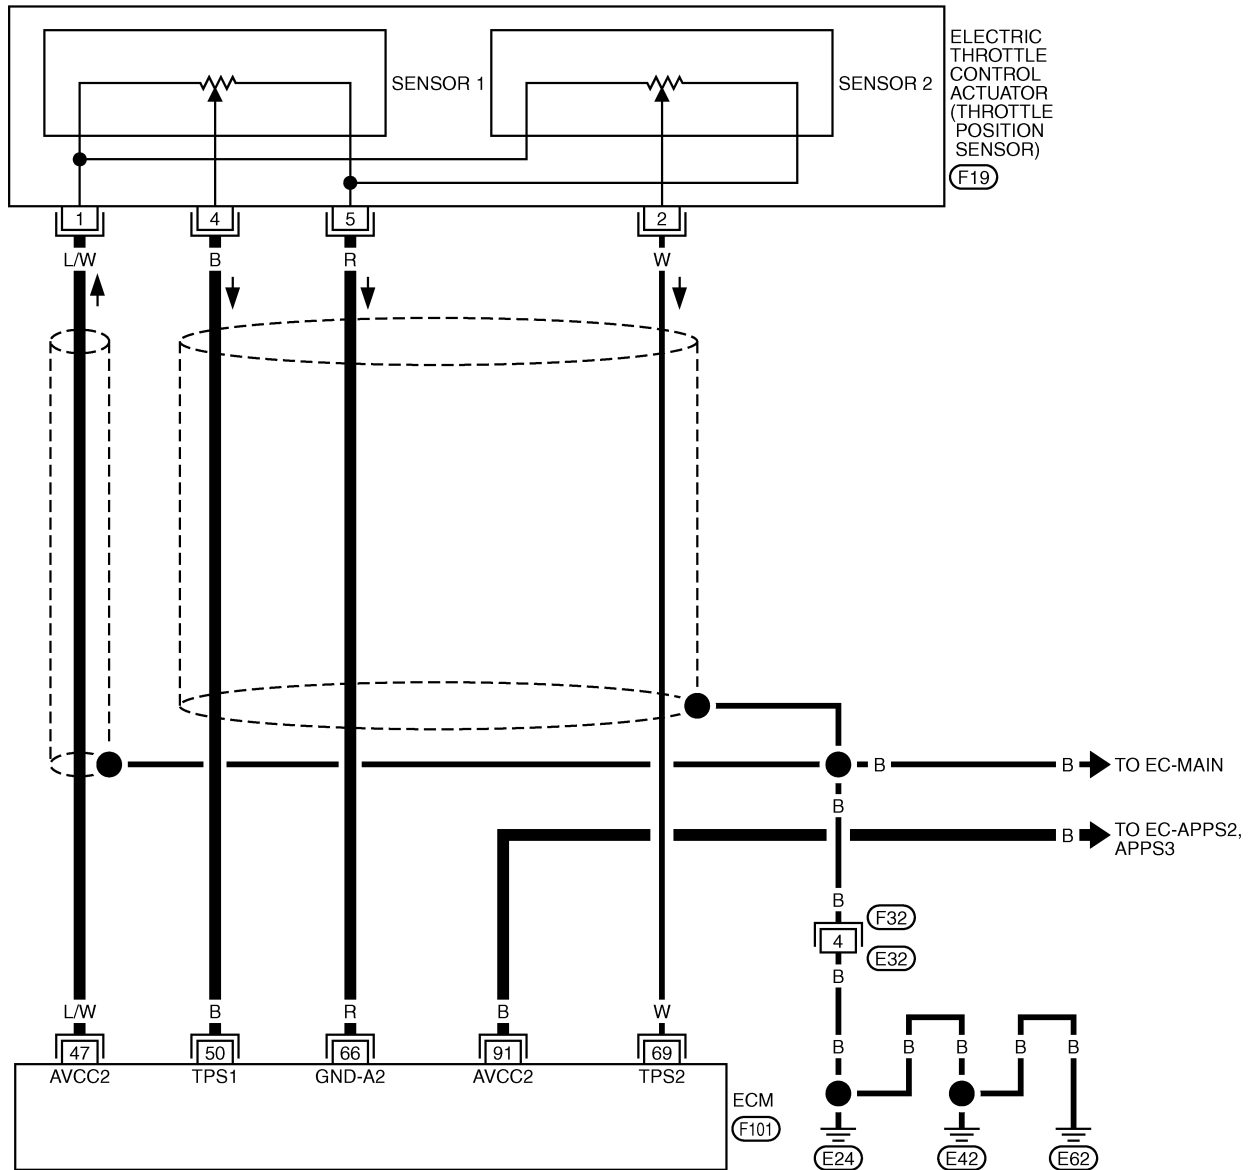 SENSOR 1
SENSOR 2
ELECTRIC
THROTTLE
CONTROL
ACTUATOR
(THROTTLE
POSITION
SENSOR)
F19
1
4
5
2
L/W
B
R
W
B
B
TO EC-MAIN
B
B
TO EC-APPS2,
APPS3
B
F32
4
E32
B
L/W
B
R
B
W
47
50
66
91
69
B
B
B
B
B
AVCC2
TPS1
GND-A2
AVCC2
TPS2
ECM
F101
E24
E42
E62